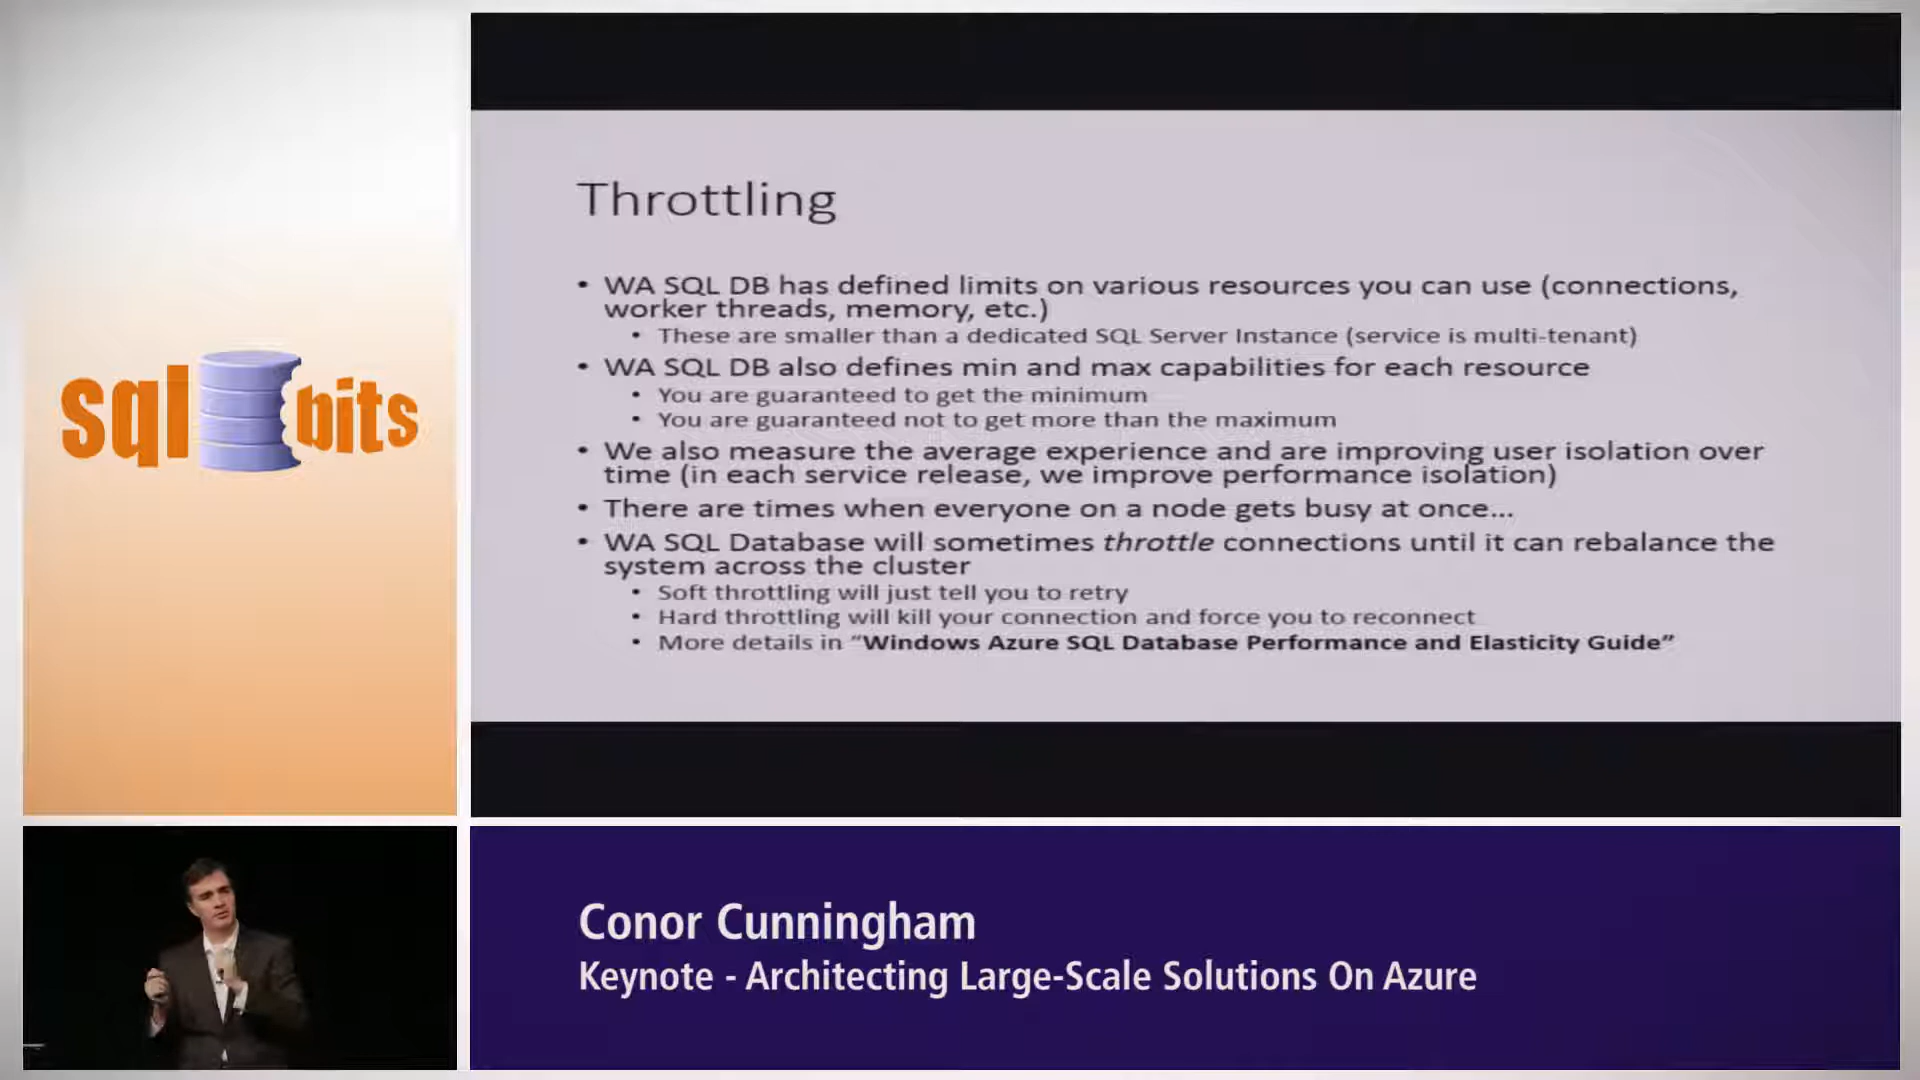 sql bits
Throttling
• WA SQL DB has defined limits on various resources you can use (connections,
worker threads, memory, etc.)
• These are smaller than a dedicated SQL Server Instance (service is multi-tenant)
• WA SQL DB also defines min and max capabilities for each resource
• You are guaranteed to get the minimum
• You are guaranteed not to get more than the maximum
• We also measure the average experience and are improving user isolation over
time (in each service release, we improve performance isolation)
• There are times when everyone on a node gets busy at once...
• WA SQL Database will sometimes throttle connections until it can rebalance the
system across the cluster
• Soft throttling will just tell you to retry
• Hard throttling will kill your connection and force you to reconnect
• More details in “Windows Azure SQL Database Performance and Elasticity Guide”
Conor Cunningham
Keynote - Architecting Large-Scale Solutions On Azure